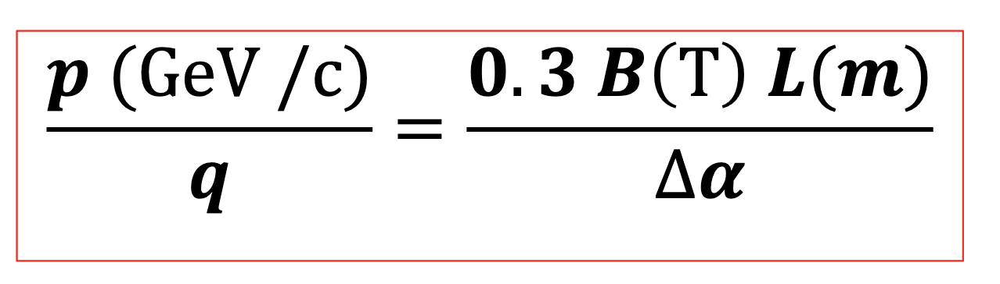 p (GeV /c) / q = 0.3 B(T) L(m) / Δα